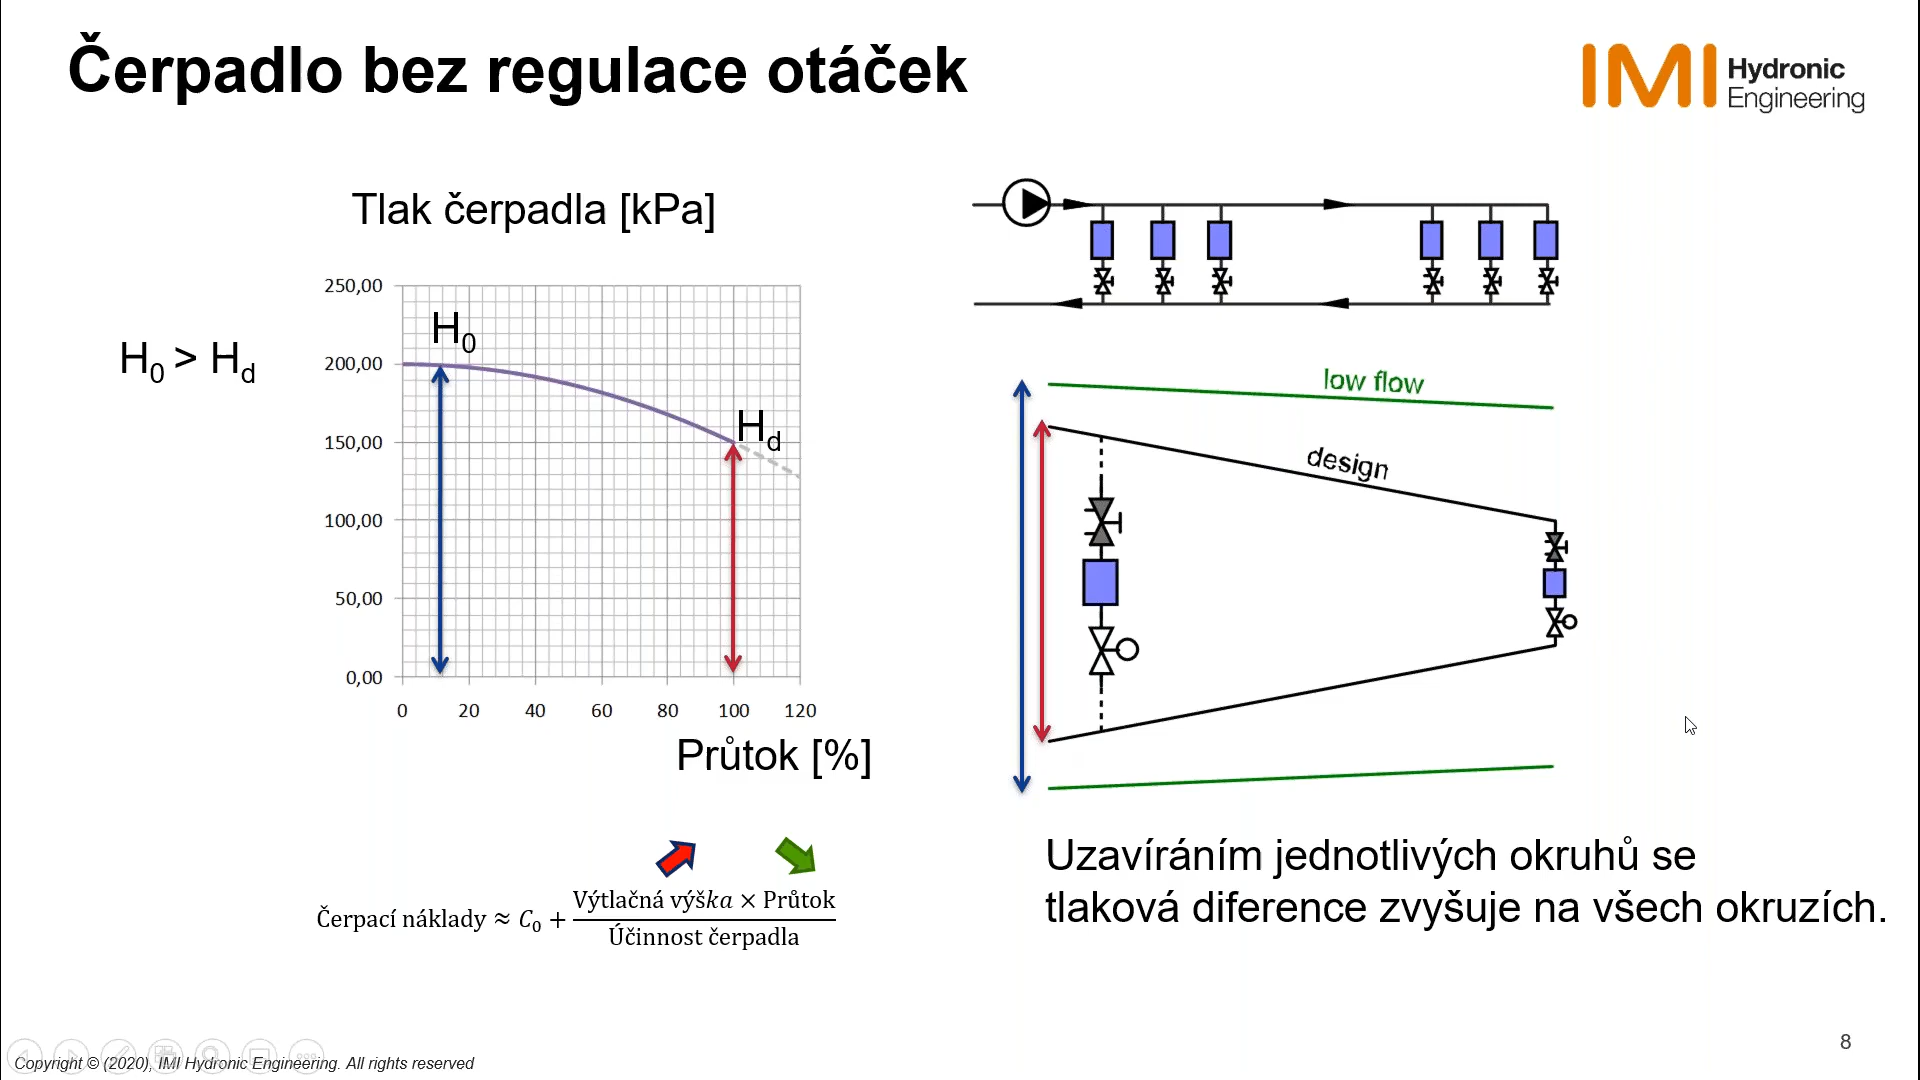 Čerpadlo bez regulace otáček
IMI Hydronic
Engineering
Tlak čerpadla [kPa]
H0 > Hd
250,00
200,00
150,00
100,00
50,00
0,00
H0
Hd
0 20 40 60 80 100 120
Průtok [%]
low flow
design
Čerpací náklady ≈ C0 + Výtlačná výška × Průtok
Účinnost čerpadla
Uzavíráním jednotlivých okruhů se
tlaková diference zvyšuje na všech okruzích.
8
Copyright © (2020), IMI Hydronic Engineering. All rights reserved